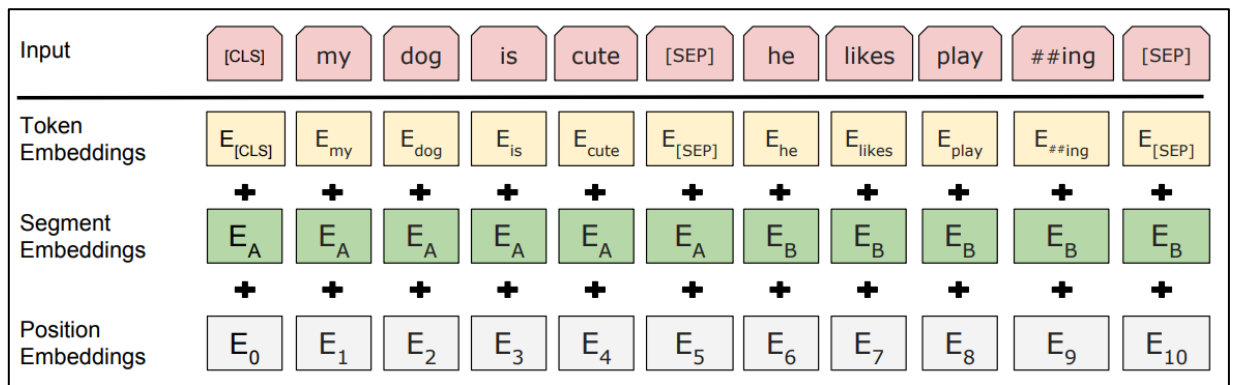 Input [CLS] my dog is cute [SEP] he likes play ##ing [SEP]
Token Embeddings E[CLS] Emy Edog Eis Ecute E[SEP] Ehe Elikes Eplay E##ing E[SEP]
+ + + + + + + + + + +
Segment Embeddings EA EA EA EA EA EA EB EB EB EB EB
+ + + + + + + + + + +
Position Embeddings E0 E1 E2 E3 E4 E5 E6 E7 E8 E9 E10